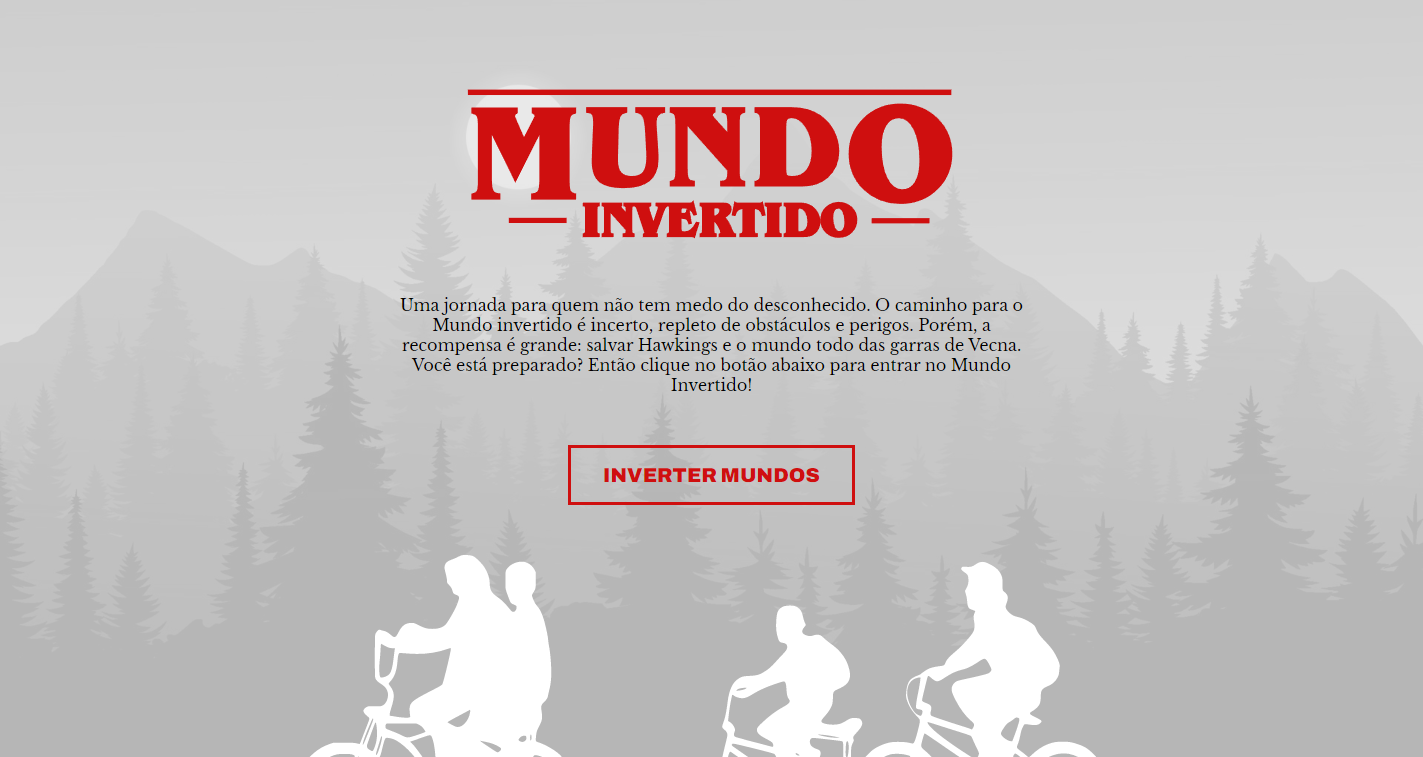 MUNDO
INVERTIDO
Uma jornada para quem não tem medo do desconhecido. O caminho para o
Mundo invertido é incerto, repleto de obstáculos e perigos. Porém, a
recompensa é grande: salvar Hawkings e o mundo todo das garras de Vecna.
Você está preparado? Então clique no botão abaixo para entrar no Mundo
Invertido!
INVERTER MUNDOS